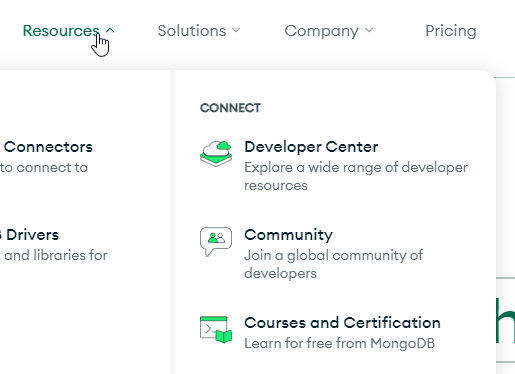 Resources
Solutions
Company
Pricing
Connectors
to connect to
Drivers
and libraries for
CONNECT
Developer Center
Explore a wide range of developer
resources
Community
Join a global community of
developers
Courses and Certification
Learn for free from MongoDB
h